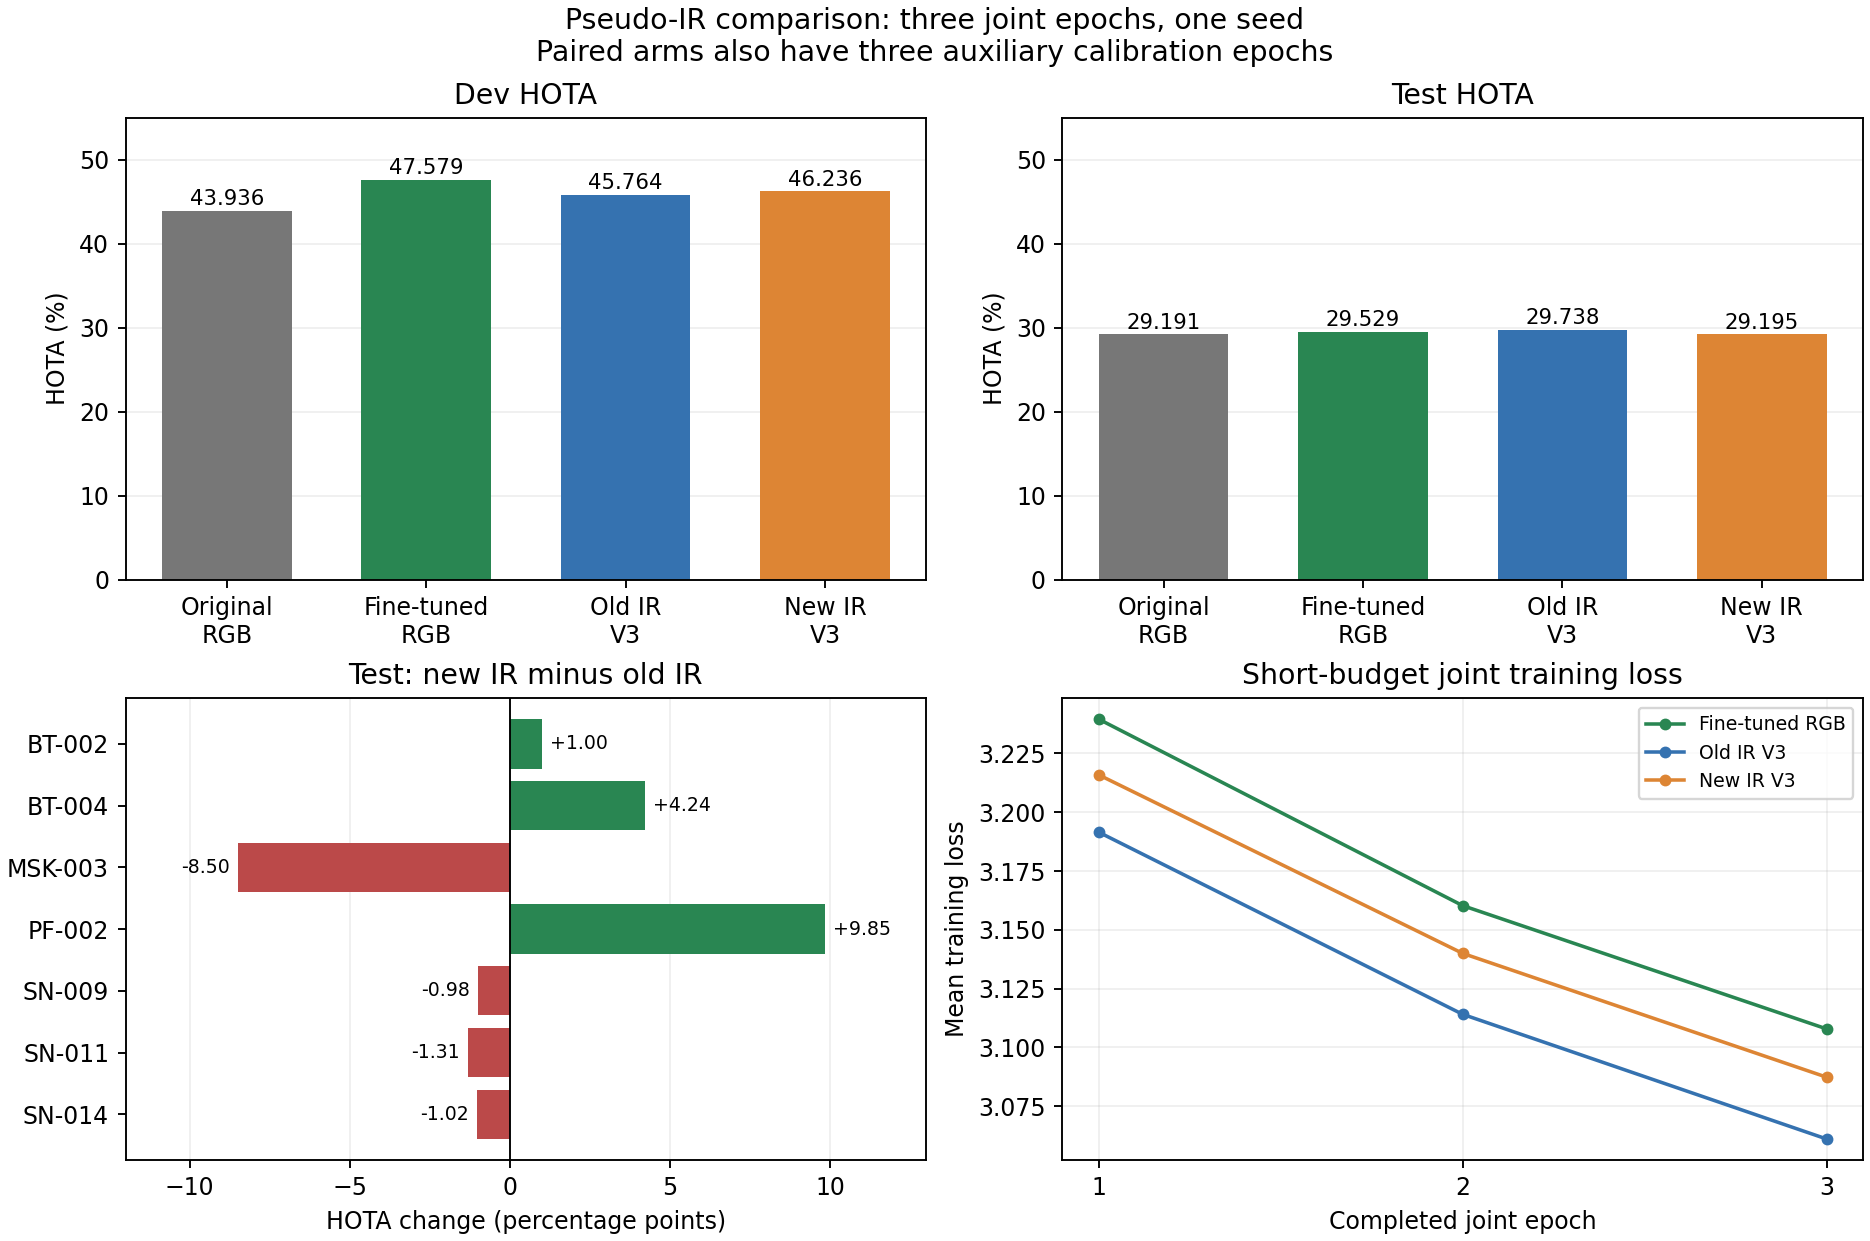 Pseudo-IR comparison: three joint epochs, one seed
Paired arms also have three auxiliary calibration epochs
Dev HOTA
HOTA (%)
50
40
30
20
10
0
43.936
47.579
45.764
46.236
Original
RGB
Fine-tuned
RGB
Old IR
V3
New IR
V3
Test HOTA
HOTA (%)
50
40
30
20
10
0
29.191
29.529
29.738
29.195
Original
RGB
Fine-tuned
RGB
Old IR
V3
New IR
V3
Test: new IR minus old IR
BT-002
+1.00
BT-004
+4.24
MSK-003
-8.50
PF-002
+9.85
SN-009
-0.98
SN-011
-1.31
SN-014
-1.02
−10
−5
0
5
10
HOTA change (percentage points)
Short-budget joint training loss
Mean training loss
3.225
3.200
3.175
3.150
3.125
3.100
3.075
Fine-tuned RGB
Old IR V3
New IR V3
1
2
3
Completed joint epoch